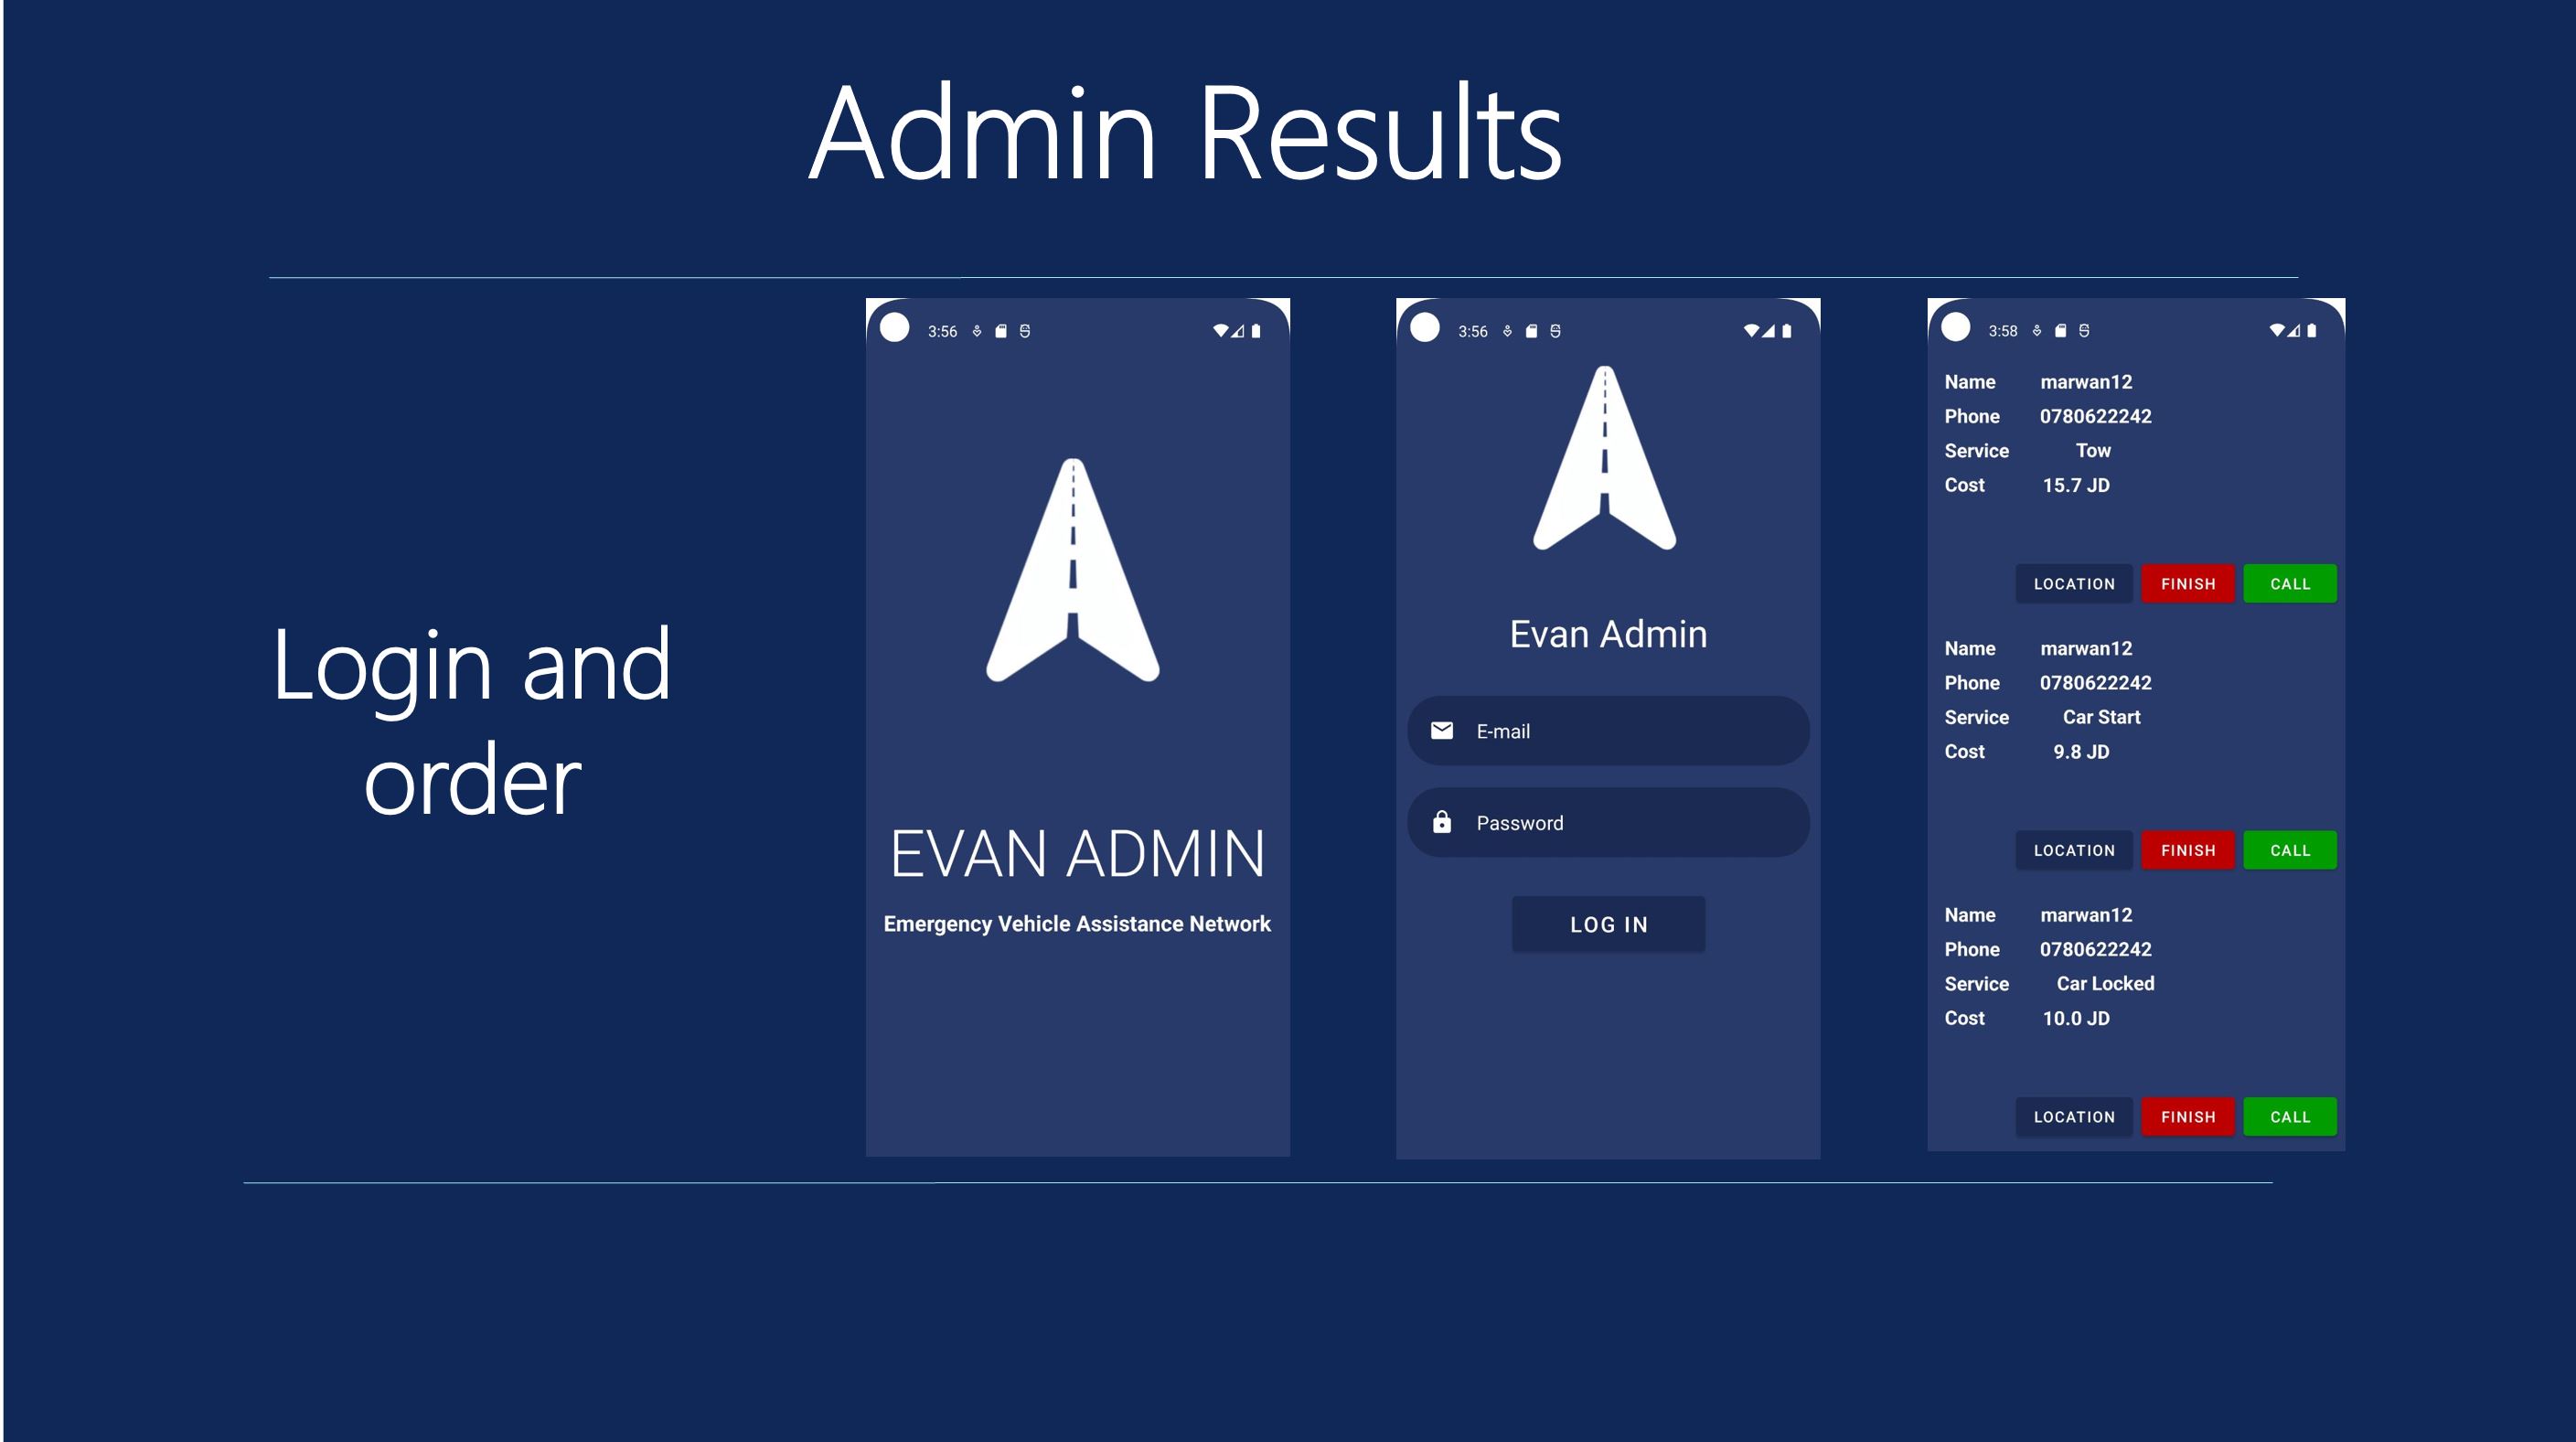 Admin Results
Login and
order
3:56
EVAN ADMIN
Emergency Vehicle Assistance Network
3:56
Evan Admin
E-mail
Password
LOG IN
3:58
Name marwan12
Phone 0780622242
Service Tow
Cost 15.7 JD
LOCATION FINISH CALL
Name marwan12
Phone 0780622242
Service Car Start
Cost 9.8 JD
LOCATION FINISH CALL
Name marwan12
Phone 0780622242
Service Car Locked
Cost 10.0 JD
LOCATION FINISH CALL